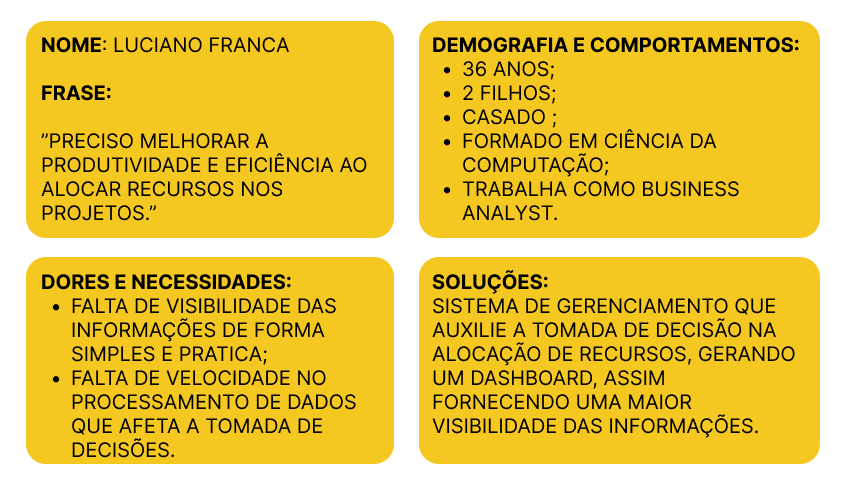 NOME: LUCIANO FRANCA
FRASE:
”PRECISO MELHORAR A
PRODUTIVIDADE E EFICIÊNCIA AO
ALOCAR RECURSOS NOS
PROJETOS.”
DEMOGRAFIA E COMPORTAMENTOS:
• 36 ANOS;
• 2 FILHOS;
• CASADO ;
• FORMADO EM CIÊNCIA DA
COMPUTAÇÃO;
• TRABALHA COMO BUSINESS
ANALYST.
DORES E NECESSIDADES:
• FALTA DE VISIBILIDADE DAS
INFORMAÇÕES DE FORMA
SIMPLES E PRATICA;
• FALTA DE VELOCIDADE NO
PROCESSAMENTO DE DADOS
QUE AFETA A TOMADA DE
DECISÕES.
SOLUÇÕES:
SISTEMA DE GERENCIAMENTO QUE
AUXILIE A TOMADA DE DECISÃO NA
ALOCAÇÃO DE RECURSOS, GERANDO
UM DASHBOARD, ASSIM
FORNECENDO UMA MAIOR
VISIBILIDADE DAS INFORMAÇÕES.